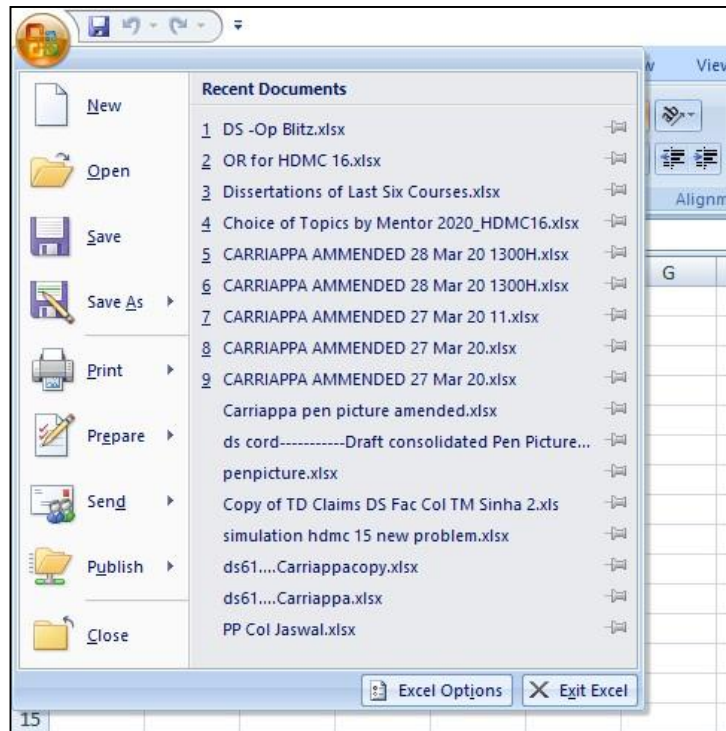 View
Alignm
G
New
Open
Save
Save As
Print
Prepare
Send
Publish
Close
Recent Documents
1 DS -Op Blitz.xlsx
2 OR for HDMC 16.xlsx
3 Dissertations of Last Six Courses.xlsx
4 Choice of Topics by Mentor 2020_HDMC16.xlsx
5 CARRIAPPA AMMENDED 28 Mar 20 1300H.xlsx
6 CARRIAPPA AMMENDED 28 Mar 20 1300H.xlsx
7 CARRIAPPA AMMENDED 27 Mar 20 11.xlsx
8 CARRIAPPA AMMENDED 27 Mar 20.xlsx
9 CARRIAPPA AMMENDED 27 Mar 20.xlsx
Carriappa pen picture amended.xlsx
ds cord-----------Draft consolidated Pen Picture...
penpicture.xlsx
Copy of TD Claims DS Fac Col TM Sinha 2.xls
simulation hdmc 15 new problem.xlsx
ds61....Carriappacopy.xlsx
ds61....Carriappa.xlsx
PP Col Jaswal.xlsx
Excel Options
Exit Excel
15